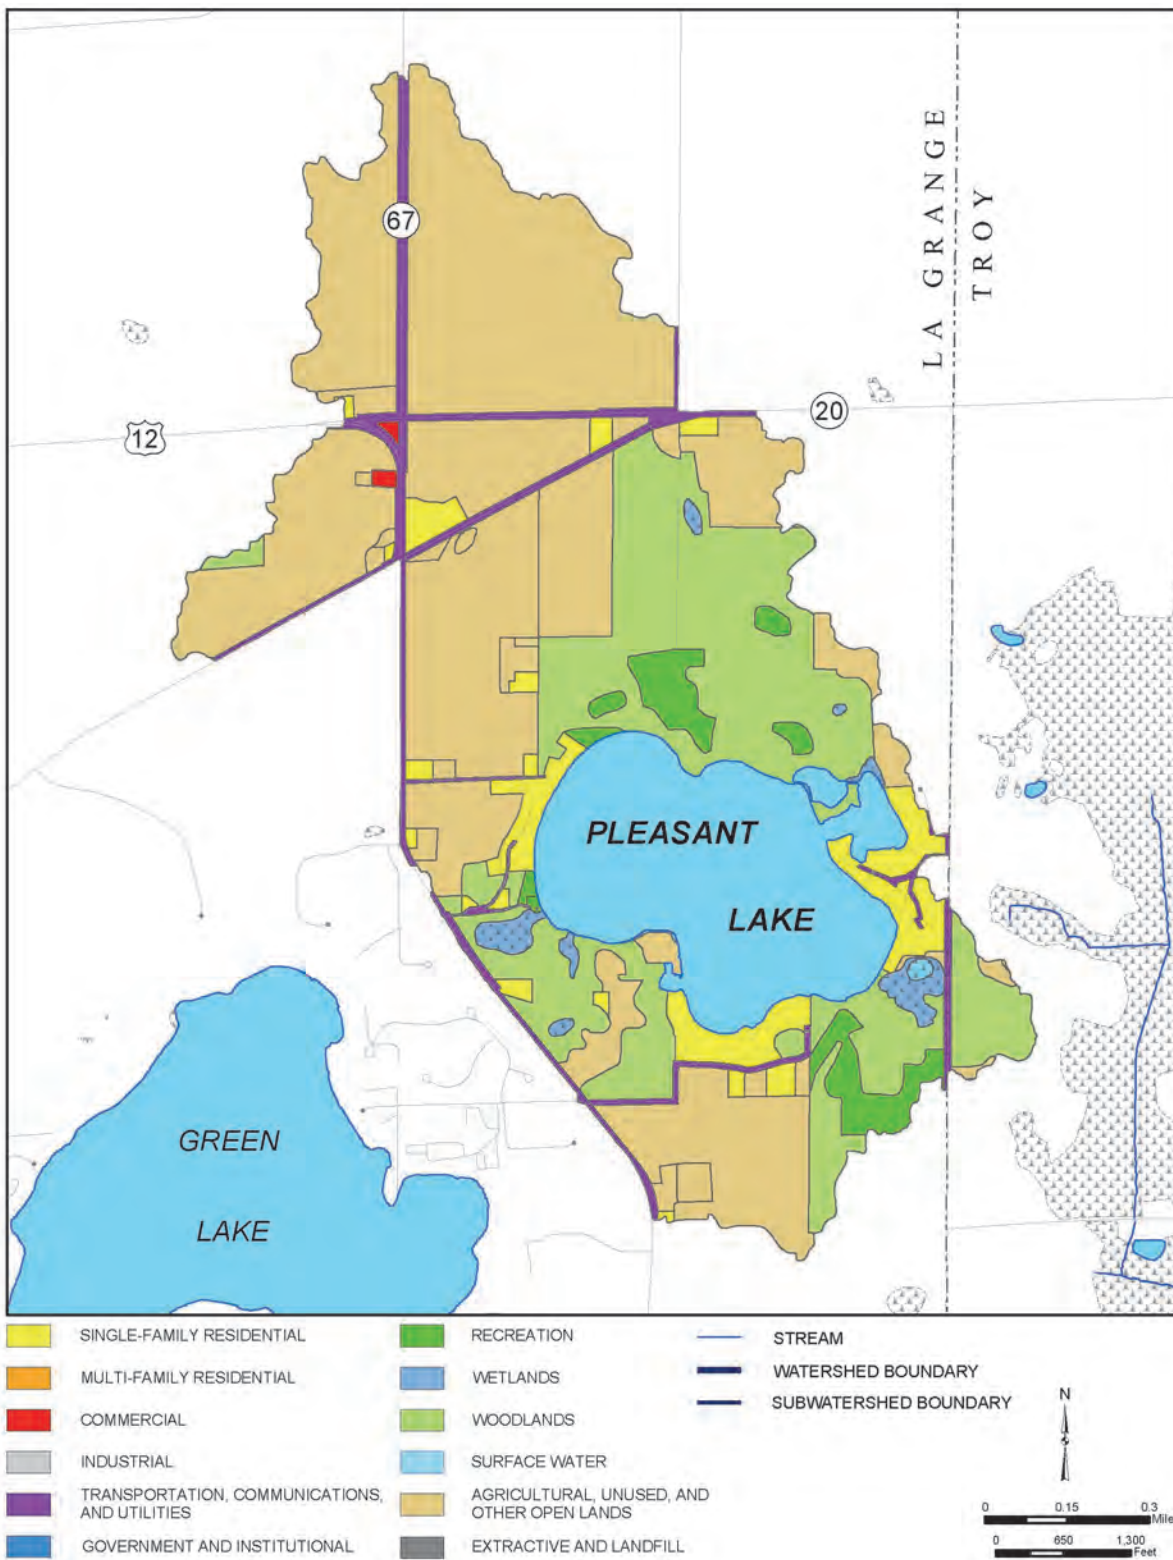 LA GRANGE
TROY
67
20
12
PLEASANT
LAKE
GREEN
LAKE
SINGLE-FAMILY RESIDENTIAL
MULTI-FAMILY RESIDENTIAL
COMMERCIAL
INDUSTRIAL
TRANSPORTATION, COMMUNICATIONS,
AND UTILITIES
GOVERNMENT AND INSTITUTIONAL
RECREATION
WETLANDS
WOODLANDS
SURFACE WATER
AGRICULTURAL, UNUSED, AND
OTHER OPEN LANDS
EXTRACTIVE AND LANDFILL
STREAM
WATERSHED BOUNDARY
SUBWATERSHED BOUNDARY
N
0 0.15 0.3
Mile
0 650 1,300
Feet